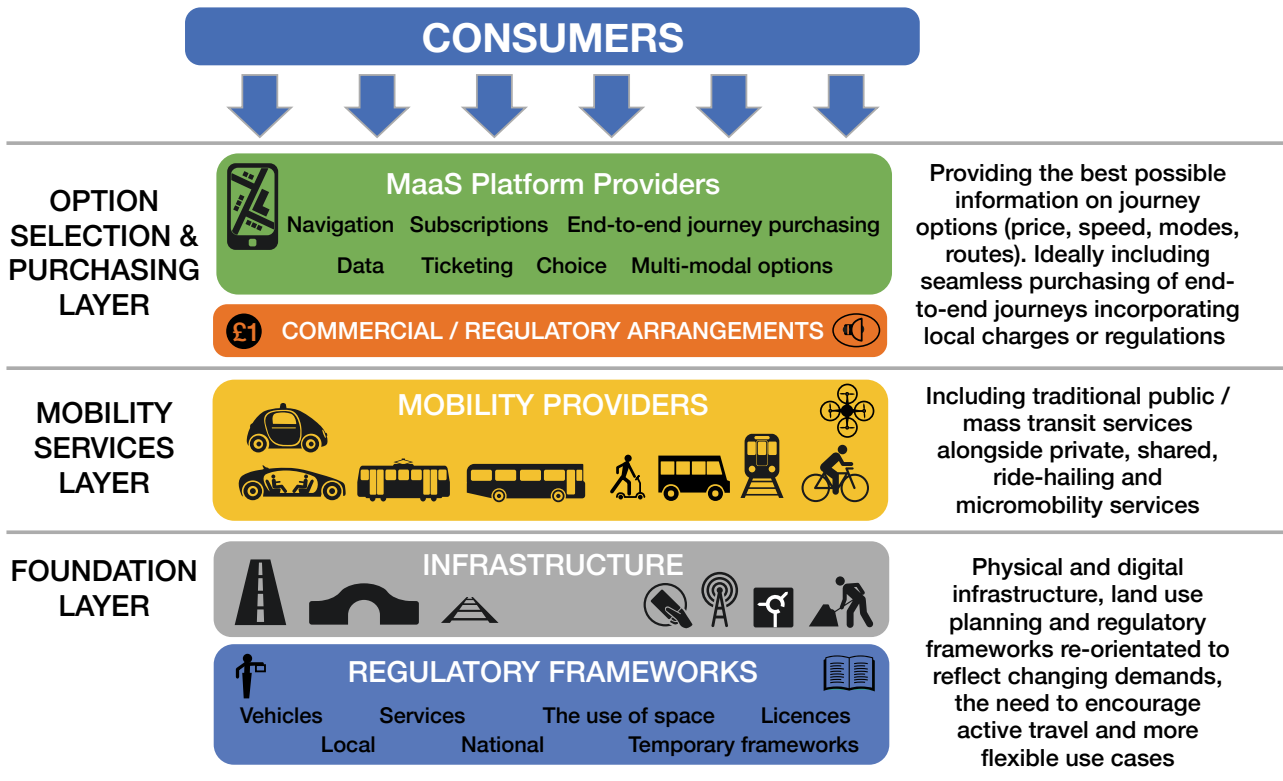 CONSUMERS
OPTION
SELECTION &
PURCHASING
LAYER
MaaS Platform Providers
Navigation Subscriptions End-to-end journey purchasing
Data Ticketing Choice Multi-modal options
£1 COMMERCIAL / REGULATORY ARRANGEMENTS
Providing the best possible
information on journey
options (price, speed, modes,
routes). Ideally including
seamless purchasing of end-
to-end journeys incorporating
local charges or regulations
MOBILITY
SERVICES
LAYER
MOBILITY PROVIDERS
Including traditional public /
mass transit services
alongside private, shared,
ride-hailing and
micromobility services
FOUNDATION
LAYER
INFRASTRUCTURE
REGULATORY FRAMEWORKS
Vehicles Services The use of space Licences
Local National Temporary frameworks
Physical and digital
infrastructure, land use
planning and regulatory
frameworks re-orientated to
reflect changing demands,
the need to encourage
active travel and more
flexible use cases